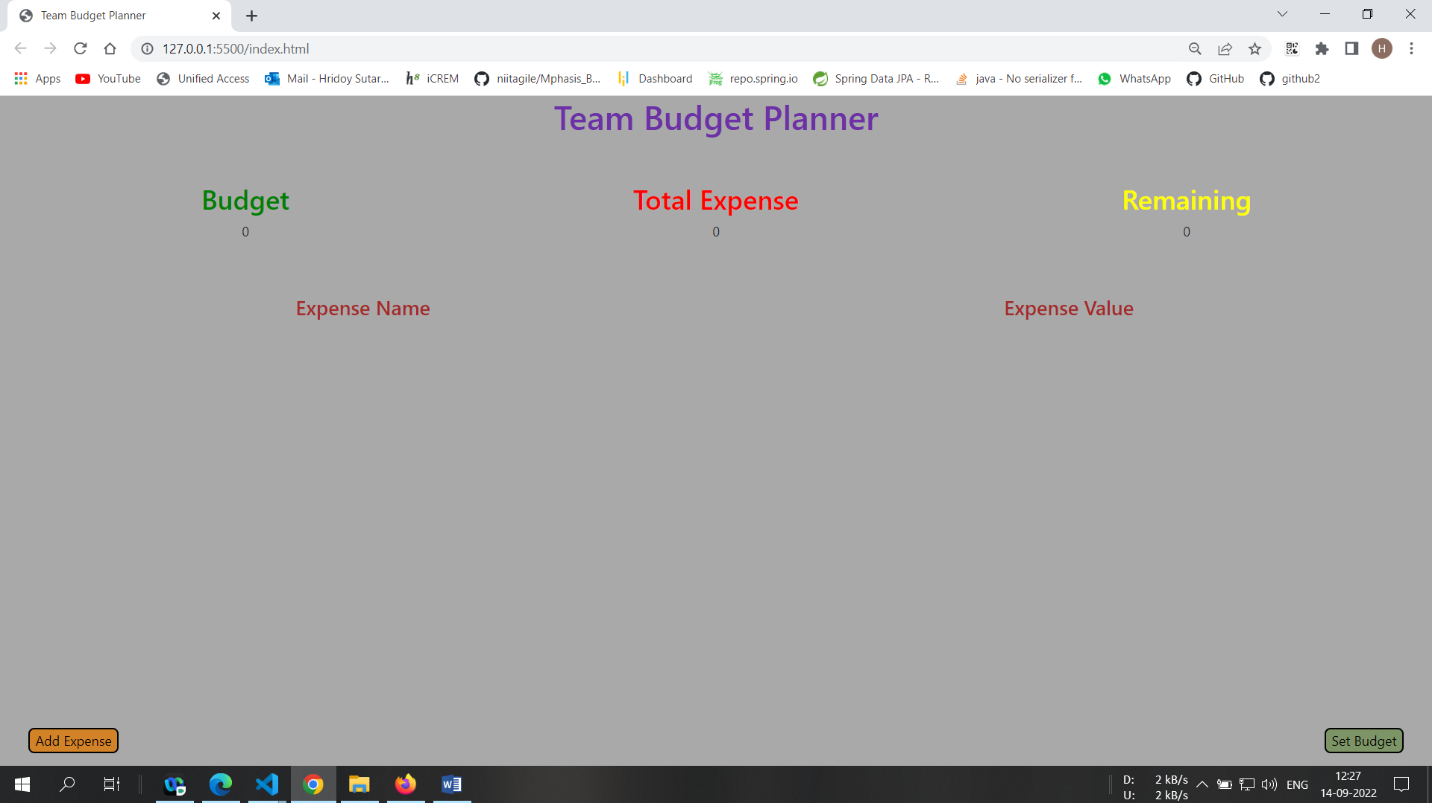 Team Budget Planner
127.0.0.1:5500/index.html
H
Apps YouTube Unified Access Mail - Hridoy Sutar... iCREM niitagile/Mphasis_B... Dashboard repo.spring.io Spring Data JPA - R... java - No serializer f... WhatsApp GitHub github2
Team Budget Planner
Budget Total Expense Remaining
0 0 0
Expense Name Expense Value
Add Expense Set Budget
D: 2 kB/s
U: 2 kB/s
ENG
12:27
14-09-2022